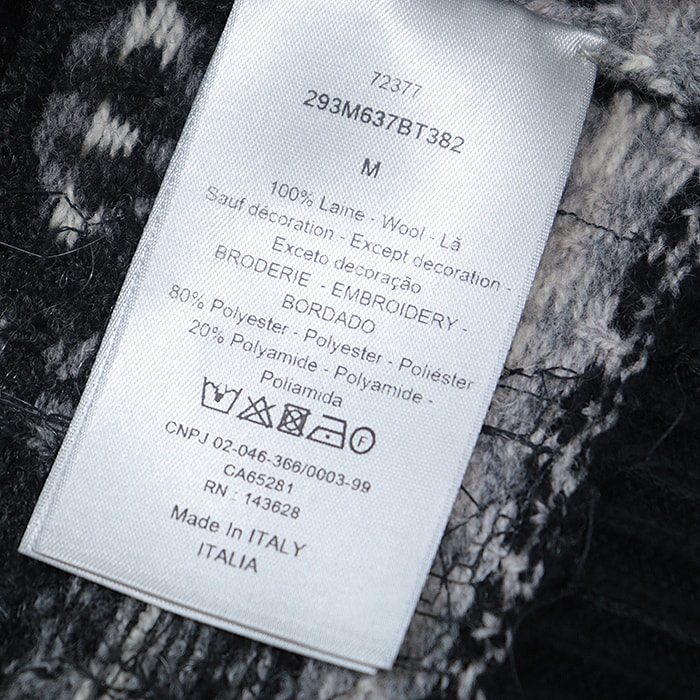 72377
293M637BT382
M
100% Laine - Wool - Lã
Sauf décoration - Except decoration -
Exceto decoração
BRODERIE - EMBROIDERY -
BORDADO
80% Polyester - Polyester - Poliéster
20% Polyamide - Polyamide -
Poliamida
F
CNPJ 02-046-366/0003-99
CA65281
RN : 143628
Made In ITALY
ITALIA